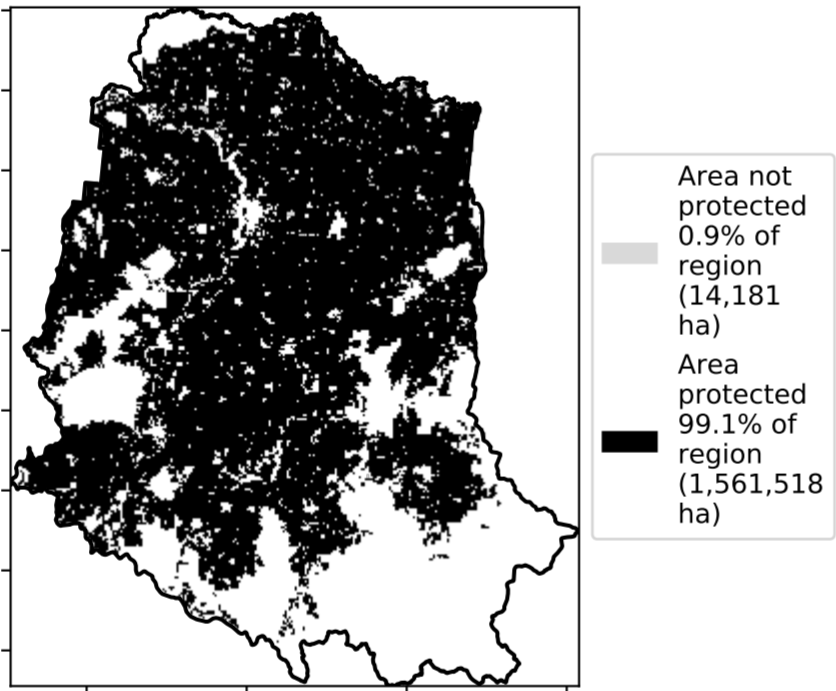 Area not
protected
0.9% of
region
(14,181
ha)
Area
protected
99.1% of
region
(1,561,518
ha)